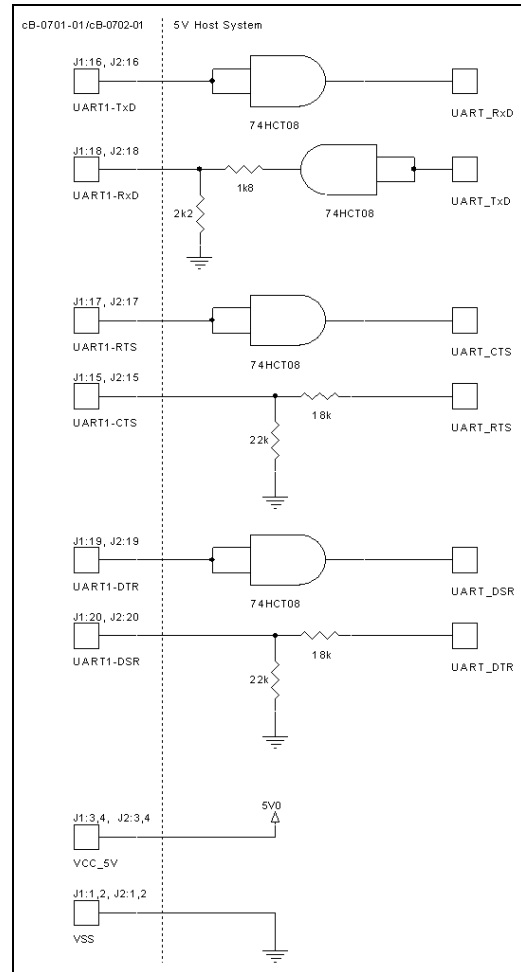 cB-0701-01/cB-0702-01 5V Host System
J1:16, J2:16
UART1-TxD
74HCT08
UART_RxD
J1:18, J2:18
UART1-RxD
1k8
2k2
74HCT08
UART_TxD
J1:17, J2:17
UART1-RTS
74HCT08
UART_CTS
J1:15, J2:15
UART1-CTS
18k
22k
UART_RTS
J1:19, J2:19
UART1-DTR
74HCT08
UART_DSR
J1:20, J2:20
UART1-DSR
18k
22k
UART_DTR
5V0
J1:3,4, J2:3,4
VCC_5V
J1:1,2, J2:1,2
VSS